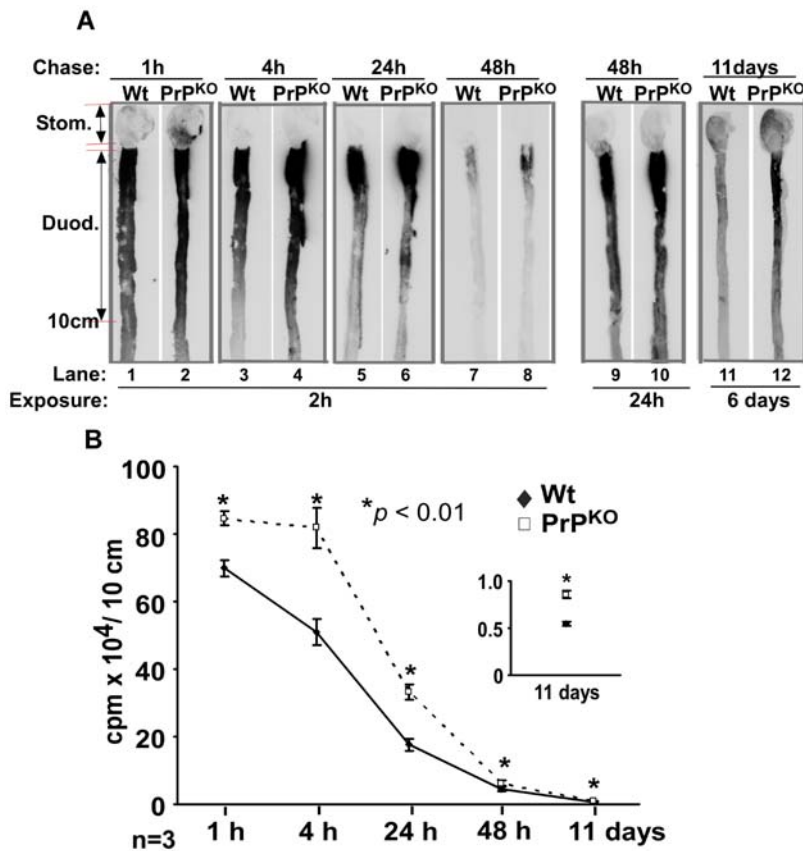 A
Chase: 1h 4h 24h 48h 48h 11days
Wt PrPKO Wt PrPKO Wt PrPKO Wt PrPKO Wt PrPKO Wt PrPKO
Stom.
Duod.
10cm
Lane: 1 2 3 4 5 6 7 8 9 10 11 12
Exposure: 2h 24h 6 days
B
100
80
60
40
20
0
cpm x 10⁴/ 10 cm
* * * * *
*p < 0.01
Wt
PrPKO
1.0
0.5
0
*
11 days
n=3
1 h 4 h 24 h 48 h 11 days